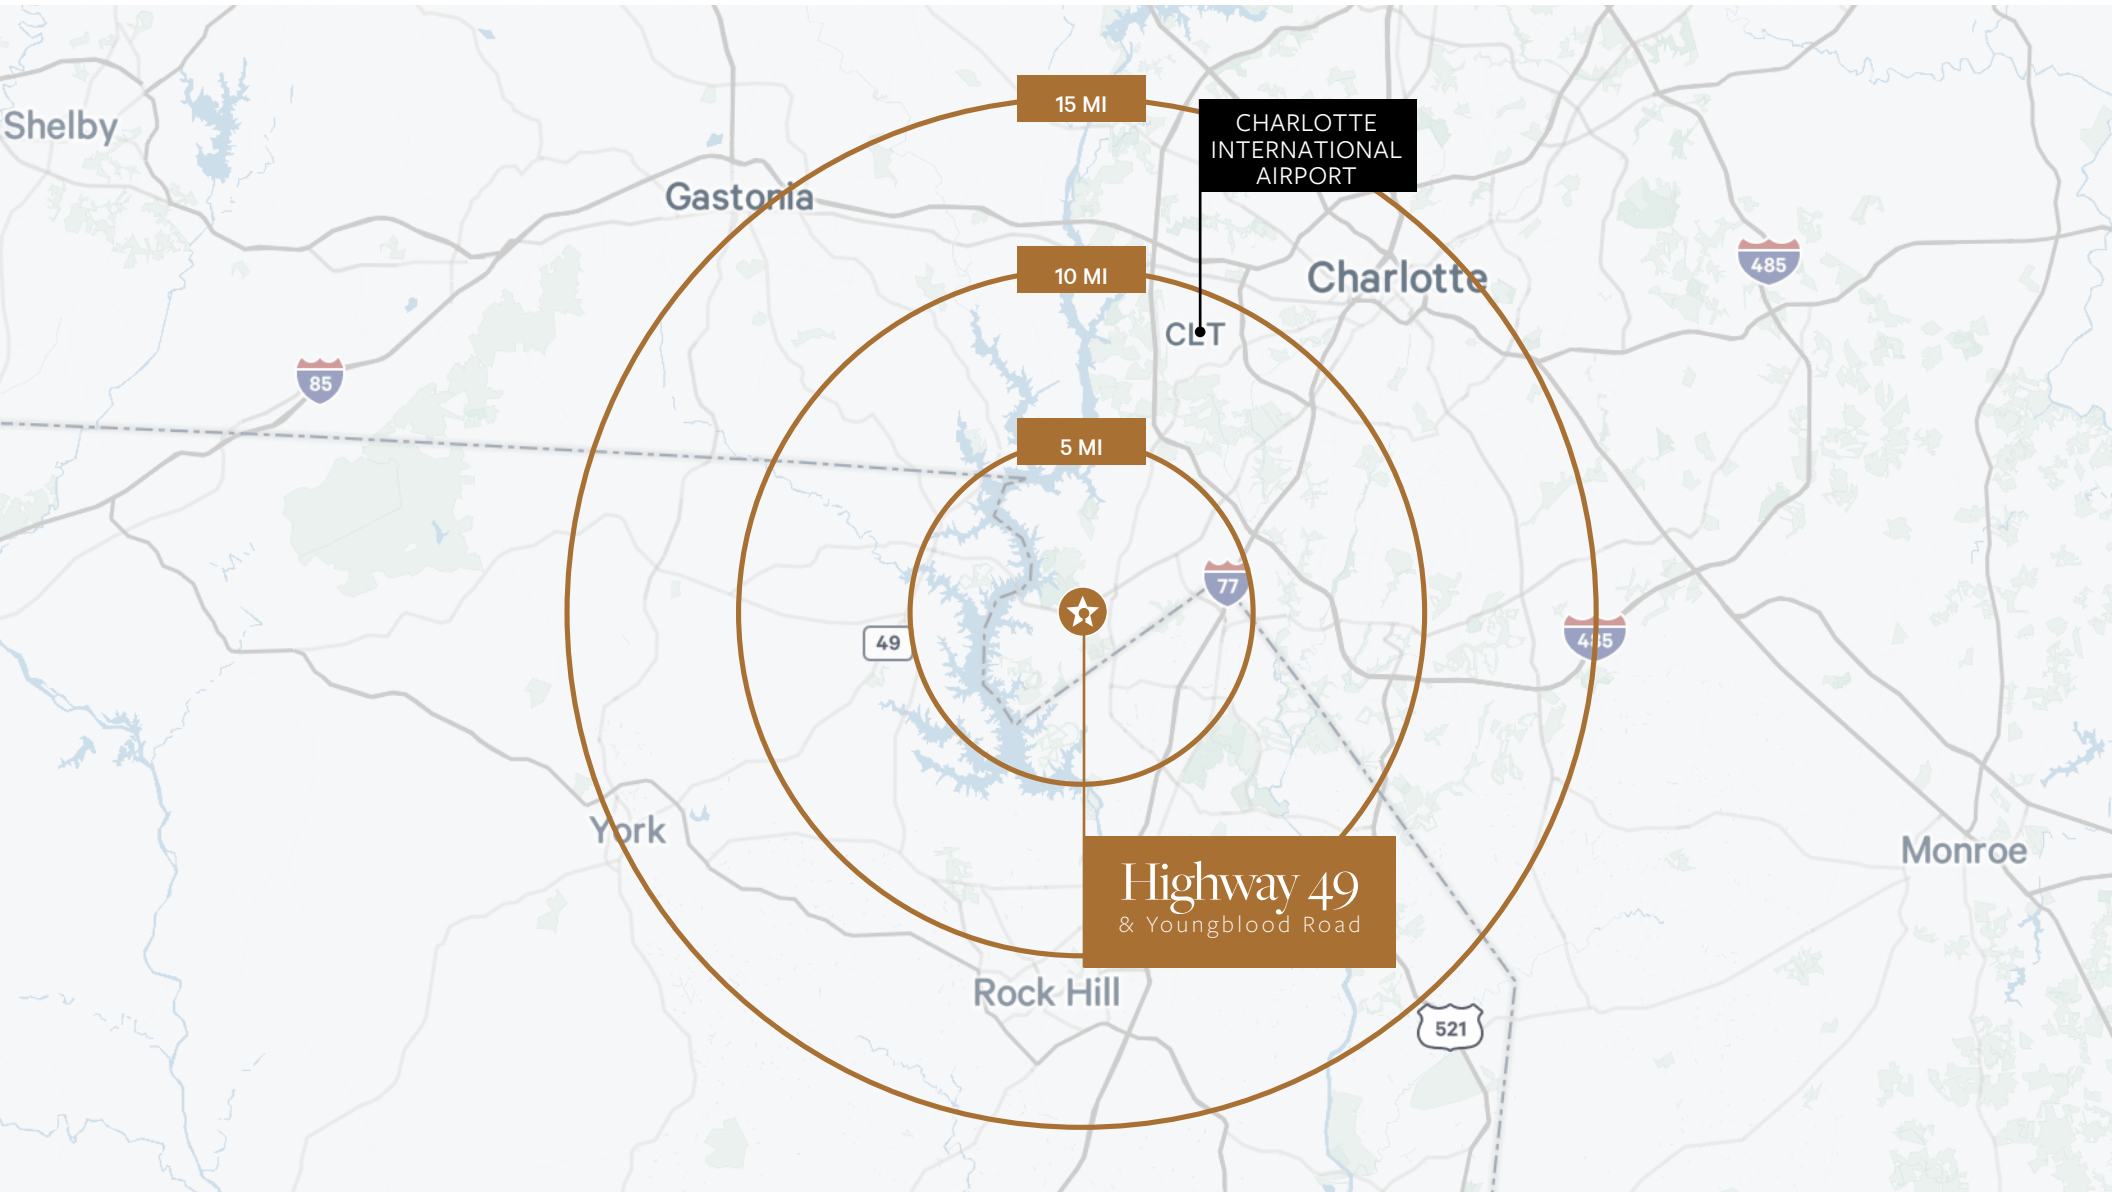 15 MI
CHARLOTTE
INTERNATIONAL
AIRPORT
Shelby
Gastonia
10 MI
Charlotte
485
CLT
85
5 MI
77
49
485
York
Monroe
Highway 49
& Youngblood Road
Rock Hill
521